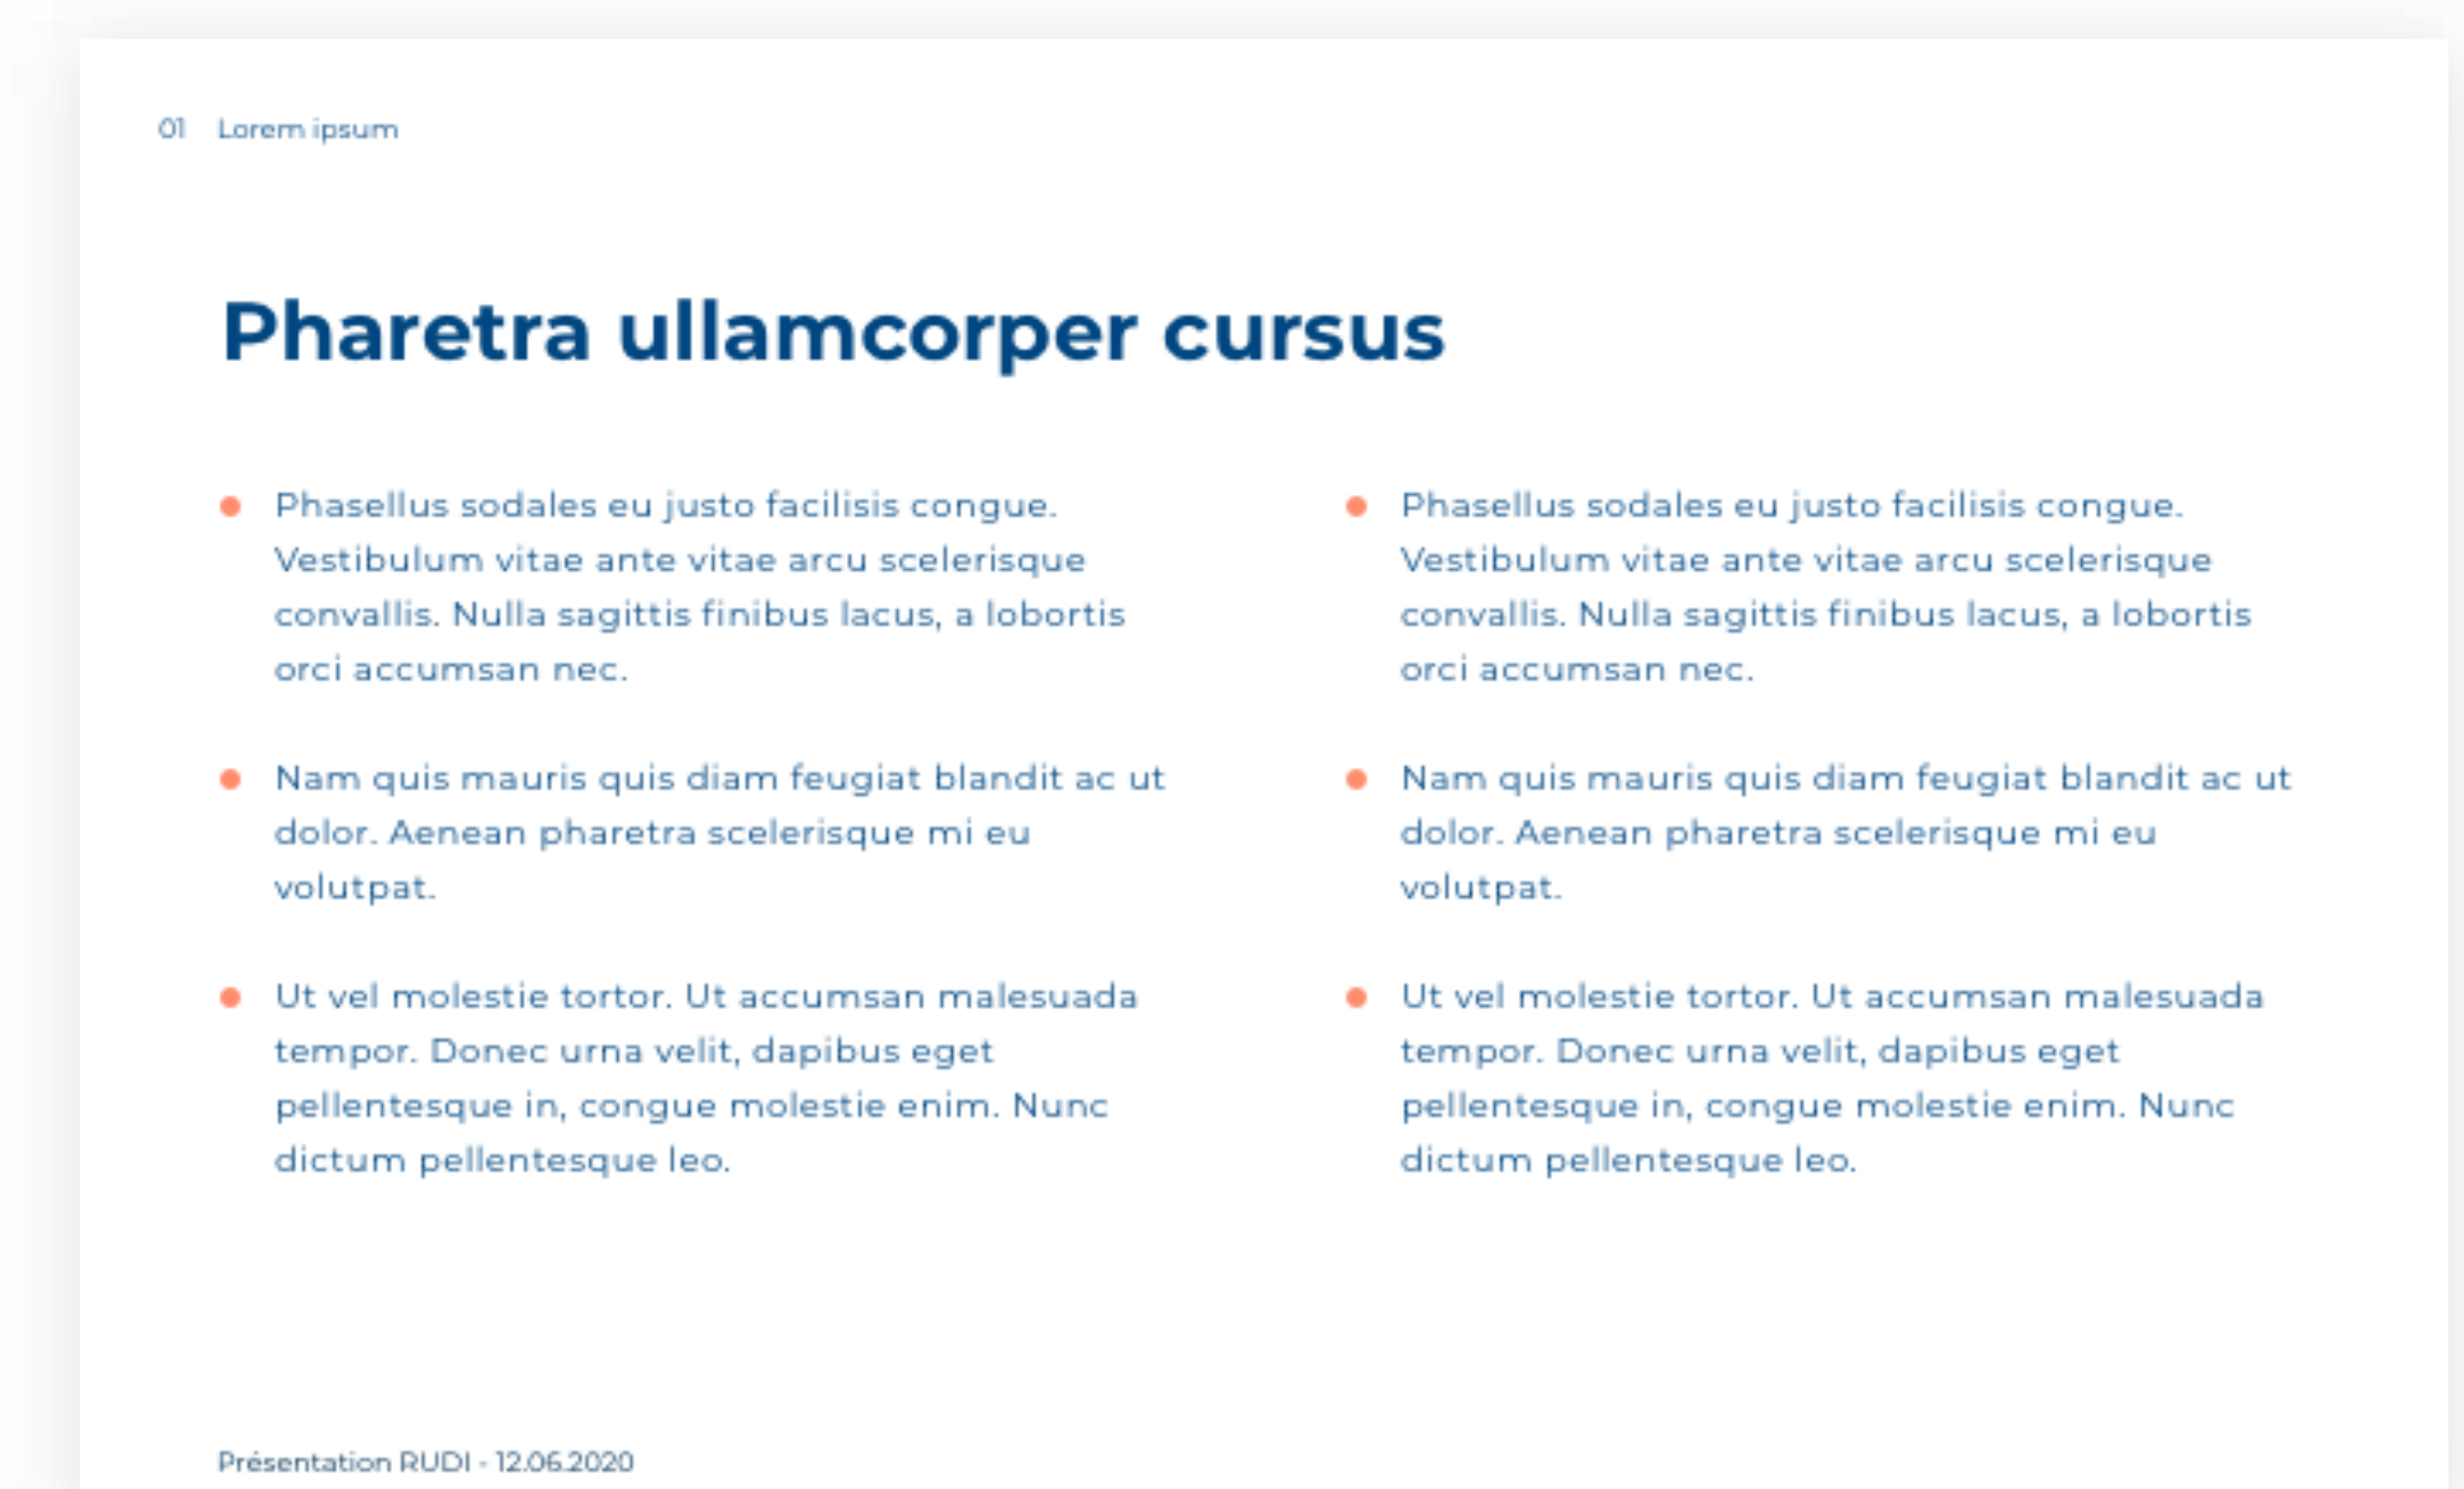 01 Lorem ipsum
Pharetra ullamcorper cursus
Phasellus sodales eu justo facilisis congue.
Vestibulum vitae ante vitae arcu scelerisque
convallis. Nulla sagittis finibus lacus, a lobortis
orci accumsan nec.
Nam quis mauris quis diam feugiat blandit ac ut
dolor. Aenean pharetra scelerisque mi eu
volutpat.
Ut vel molestie tortor. Ut accumsan malesuada
tempor. Donec urna velit, dapibus eget
pellentesque in, congue molestie enim. Nunc
dictum pellentesque leo.
Phasellus sodales eu justo facilisis congue.
Vestibulum vitae ante vitae arcu scelerisque
convallis. Nulla sagittis finibus lacus, a lobortis
orci accumsan nec.
Nam quis mauris quis diam feugiat blandit ac ut
dolor. Aenean pharetra scelerisque mi eu
volutpat.
Ut vel molestie tortor. Ut accumsan malesuada
tempor. Donec urna velit, dapibus eget
pellentesque in, congue molestie enim. Nunc
dictum pellentesque leo.
Présentation RUDI - 12.06.2020